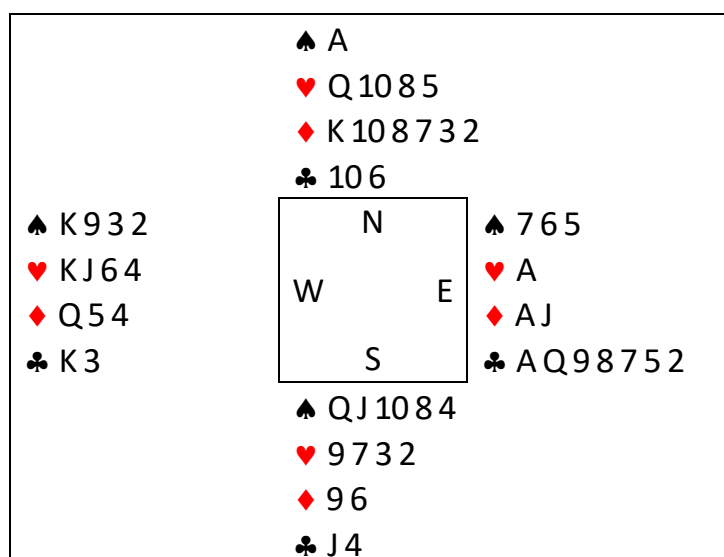 ♠ A
♥ Q 10 8 5
♦ K 10 8 7 3 2
♣ 10 6
♠ K 9 3 2 N ♠ 7 6 5
♥ K J 6 4 ♥ A
♦ Q 5 4 W E ♦ A J
♣ K 3 S ♣ A Q 9 8 7 5 2
♠ Q J 10 8 4
♥ 9 7 3 2
♦ 9 6
♣ J 4